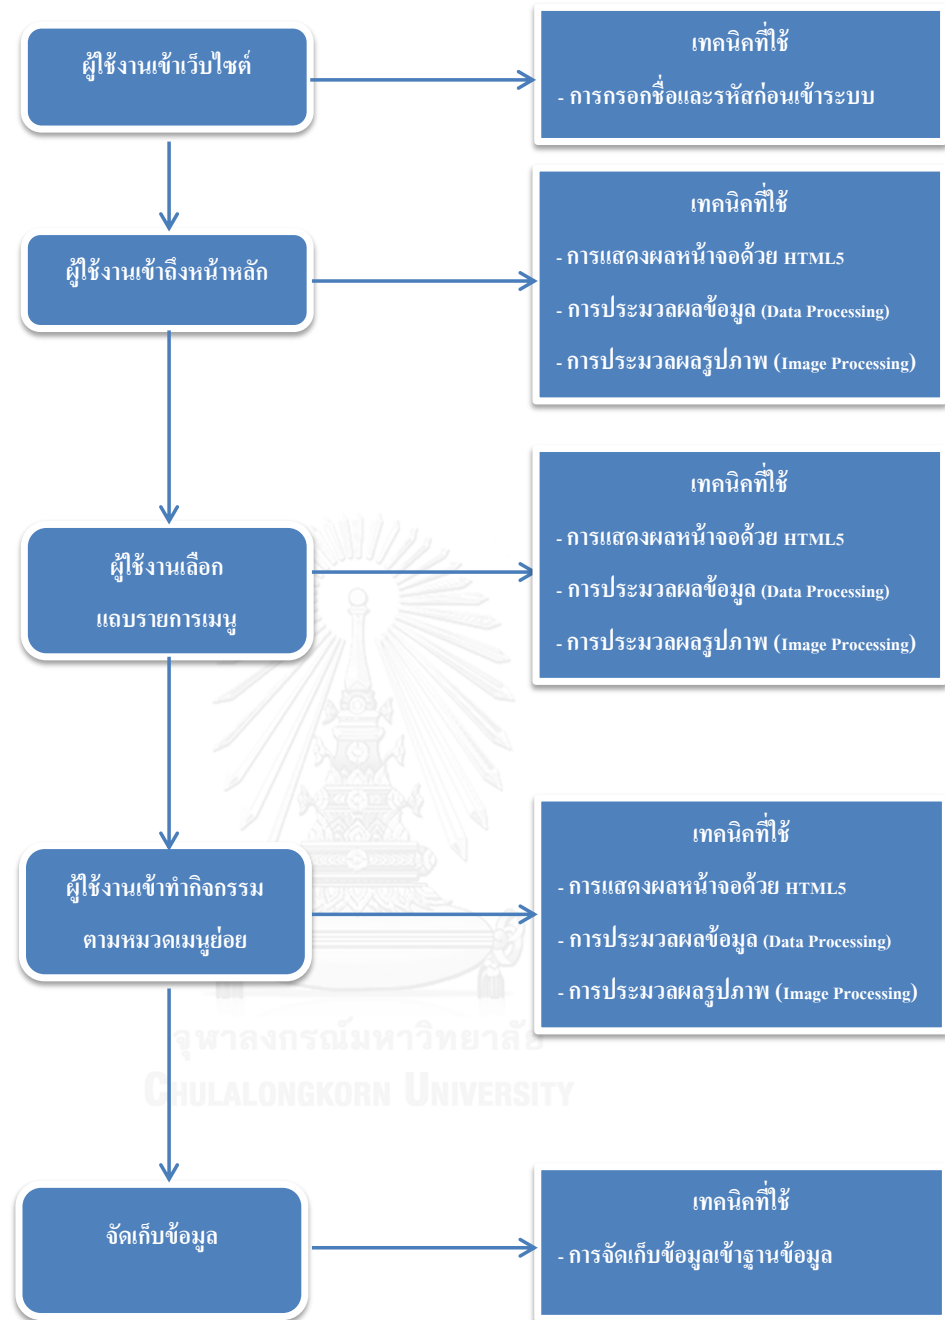 ผู้ใช้งานเข้าเว็บไซต์
เทคนิคที่ใช้
- การกรอกชื่อและรหัสก่อนเข้าระบบ
ผู้ใช้งานเข้าถึงหน้าหลัก
เทคนิคที่ใช้
- การแสดงผลหน้าจอด้วย HTML5
- การประมวลผลข้อมูล (Data Processing)
- การประมวลผลรูปภาพ (Image Processing)
ผู้ใช้งานเลือก
แถบรายการเมนู
เทคนิคที่ใช้
- การแสดงผลหน้าจอด้วย HTML5
- การประมวลผลข้อมูล (Data Processing)
- การประมวลผลรูปภาพ (Image Processing)
ผู้ใช้งานเข้าทำกิจกรรม
ตามหมวดเมนูย่อย
เทคนิคที่ใช้
- การแสดงผลหน้าจอด้วย HTML5
- การประมวลผลข้อมูล (Data Processing)
- การประมวลผลรูปภาพ (Image Processing)
จุฬาลงกรณ์มหาวิทยาลัย
CHULALONGKORN UNIVERSITY
จัดเก็บข้อมูล
เทคนิคที่ใช้
- การจัดเก็บข้อมูลเข้าฐานข้อมูล